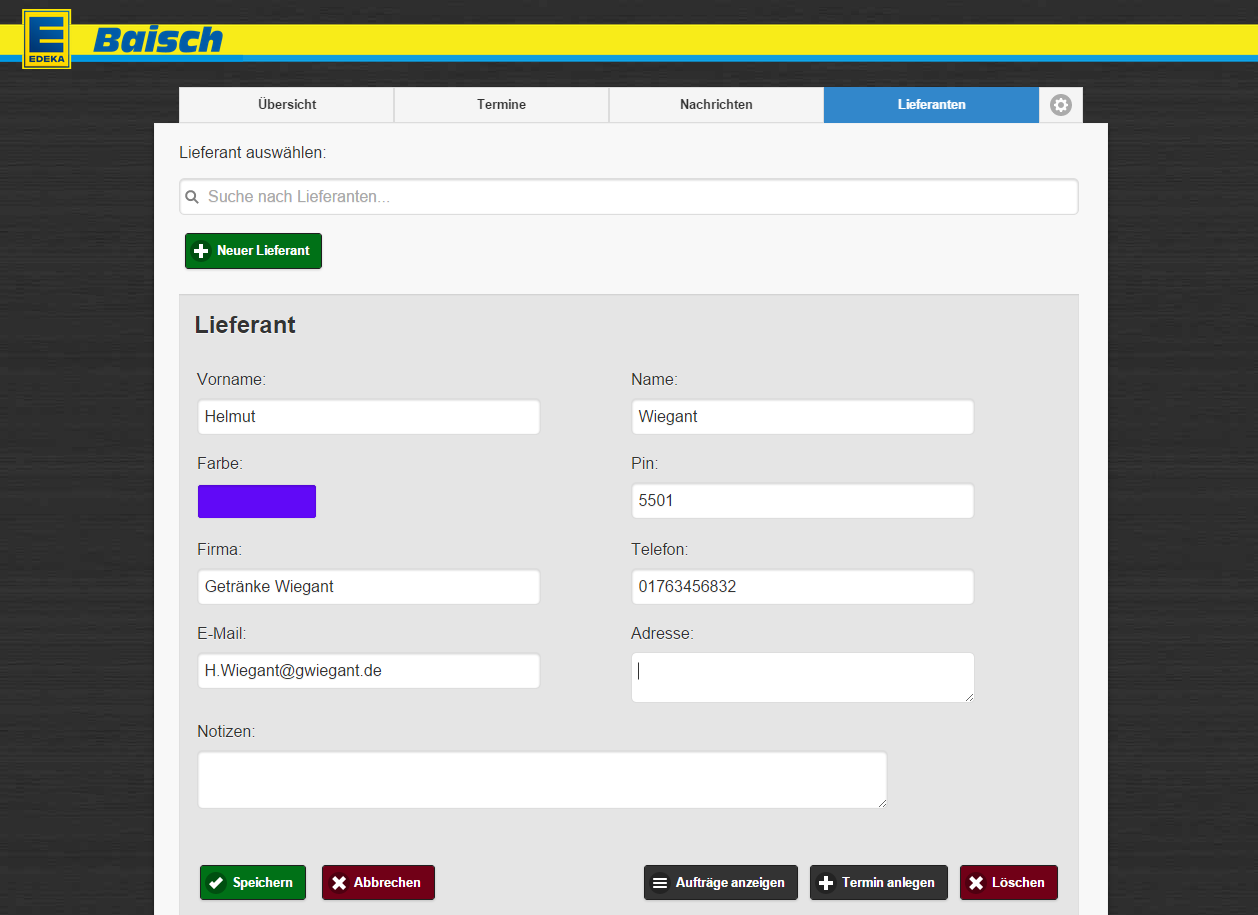 E
EDEKA
Baisch
Übersicht
Termine
Nachrichten
Lieferanten
Lieferant auswählen:
Suche nach Lieferanten...
Neuer Lieferant
Lieferant
Vorname:
Name:
Helmut
Wiegant
Farbe:
Pin:
5501
Firma:
Telefon:
Getränke Wiegant
01763456832
E-Mail:
Adresse:
H.Wiegant@gwiegant.de
Notizen:
Speichern
Abbrechen
Aufträge anzeigen
Termin anlegen
Löschen